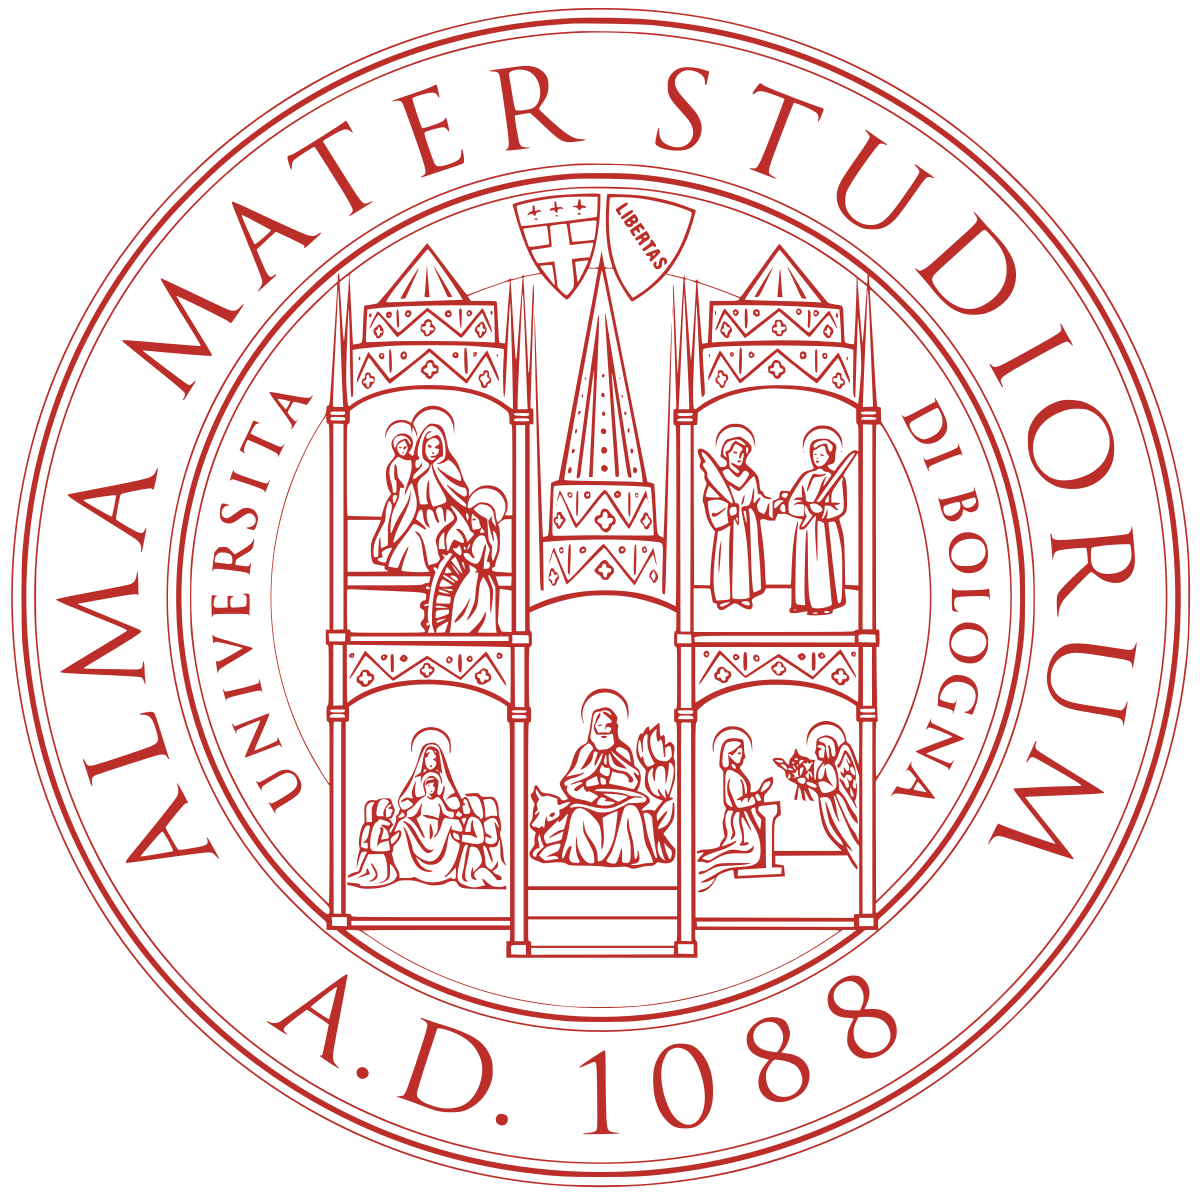 ALMA MATER STUDIORUM
A.D. 1088
UNIVERSITA
DI BOLOGNA
LIBERTAS